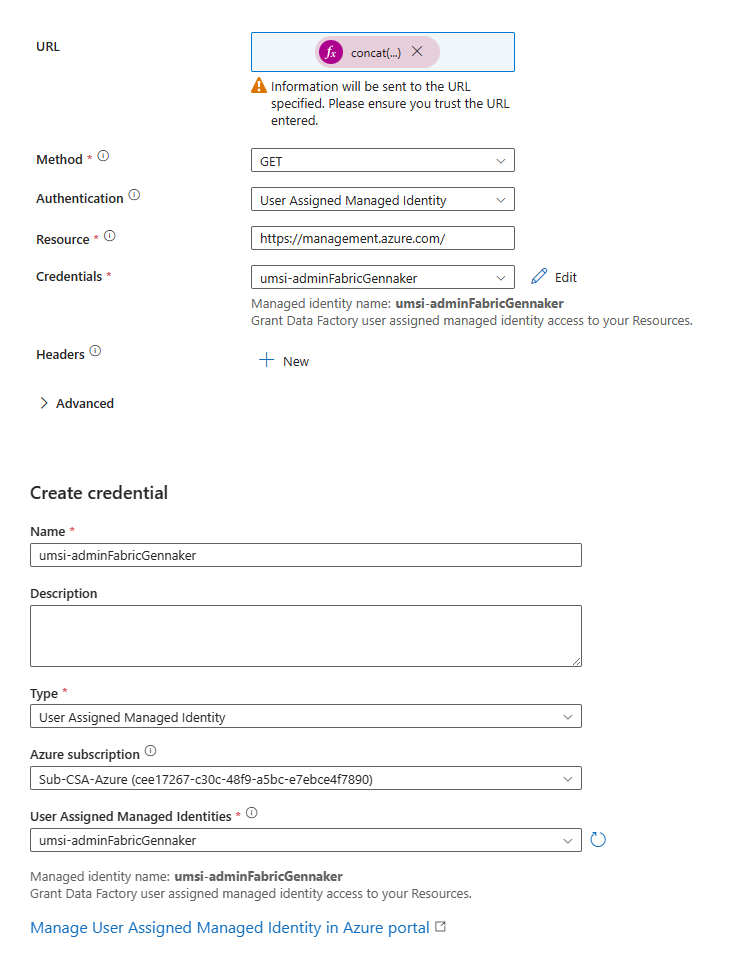 URL
fx concat(...)
Information will be sent to the URL
specified. Please ensure you trust the URL
entered.
Method *
GET
Authentication
User Assigned Managed Identity
Resource *
https://management.azure.com/
Credentials *
umsi-adminFabricGennaker
Edit
Managed identity name: umsi-adminFabricGennaker
Grant Data Factory user assigned managed identity access to your Resources.
Headers
New
Advanced
Create credential
Name *
umsi-adminFabricGennaker
Description
Type *
User Assigned Managed Identity
Azure subscription
Sub-CSA-Azure (cee17267-c30c-48f9-a5bc-e7ebce4f7890)
User Assigned Managed Identities *
umsi-adminFabricGennaker
Managed identity name: umsi-adminFabricGennaker
Grant Data Factory user assigned managed identity access to your Resources.
Manage User Assigned Managed Identity in Azure portal